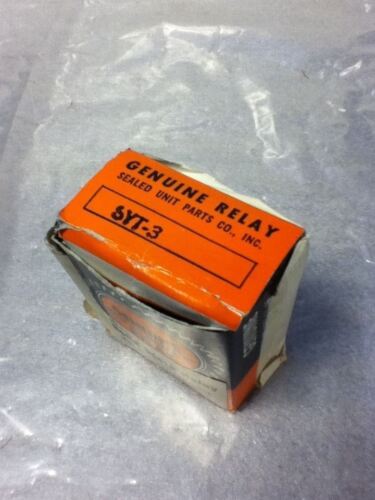 GENUINE RELAY
SEALED UNIT PARTS CO., INC.
SYT-3